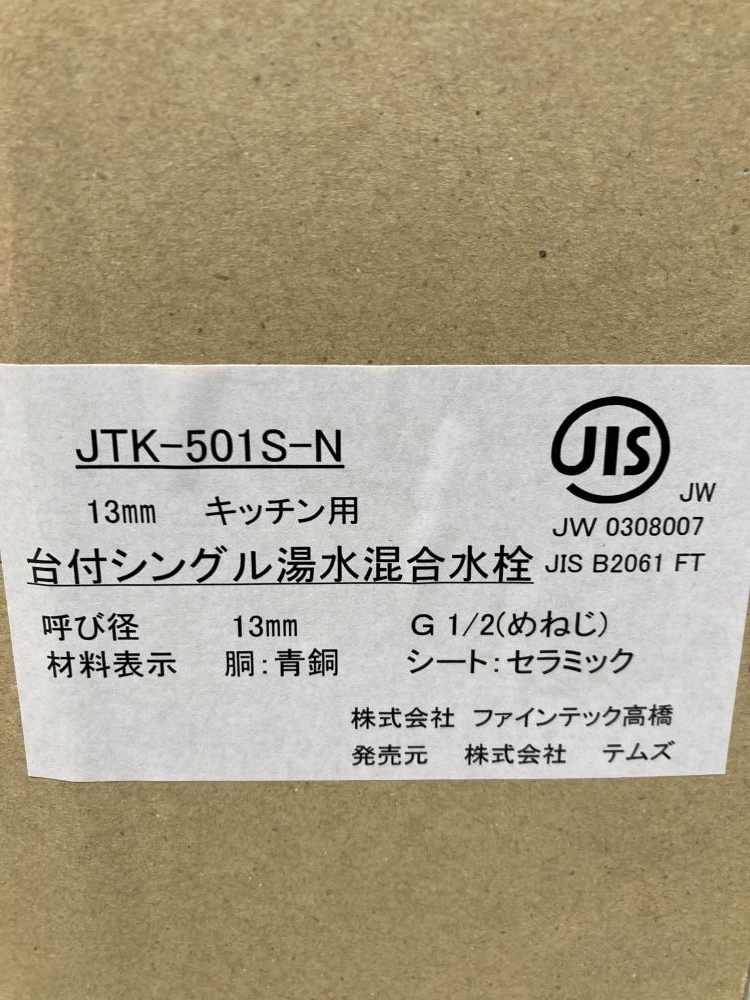 JTK-501S-N
JIS
JW
13mm キッチン用
JW 0308007
台付シングル湯水混合水栓
JIS B2061 FT
呼び径 13mm G 1/2(めねじ)
材料表示 胴:青銅 シート:セラミック
株式会社 ファインテック高橋
発売元 株式会社 テムズ